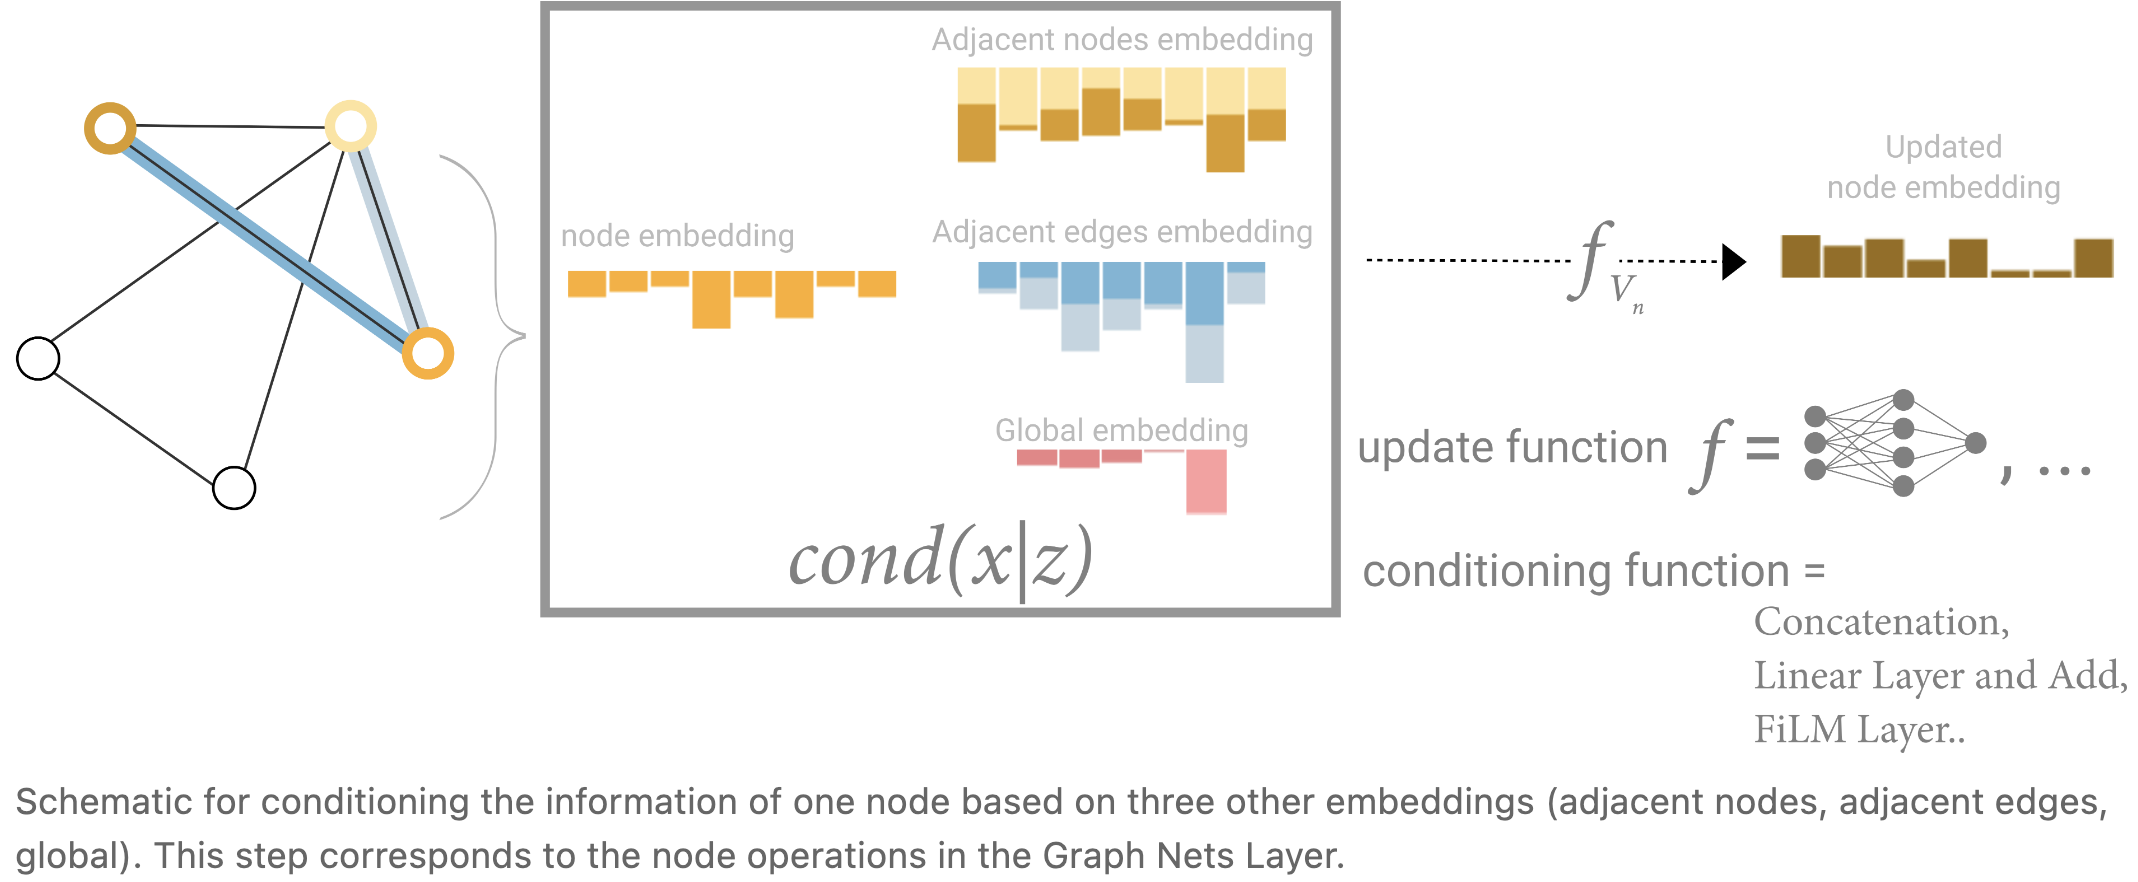 Adjacent nodes embedding
node embedding
Adjacent edges embedding
Global embedding
cond(x|z)
f Vn
Updated
node embedding
update function f = , ...
conditioning function =
Concatenation,
Linear Layer and Add,
FiLM Layer..
Schematic for conditioning the information of one node based on three other embeddings (adjacent nodes, adjacent edges,
global). This step corresponds to the node operations in the Graph Nets Layer.